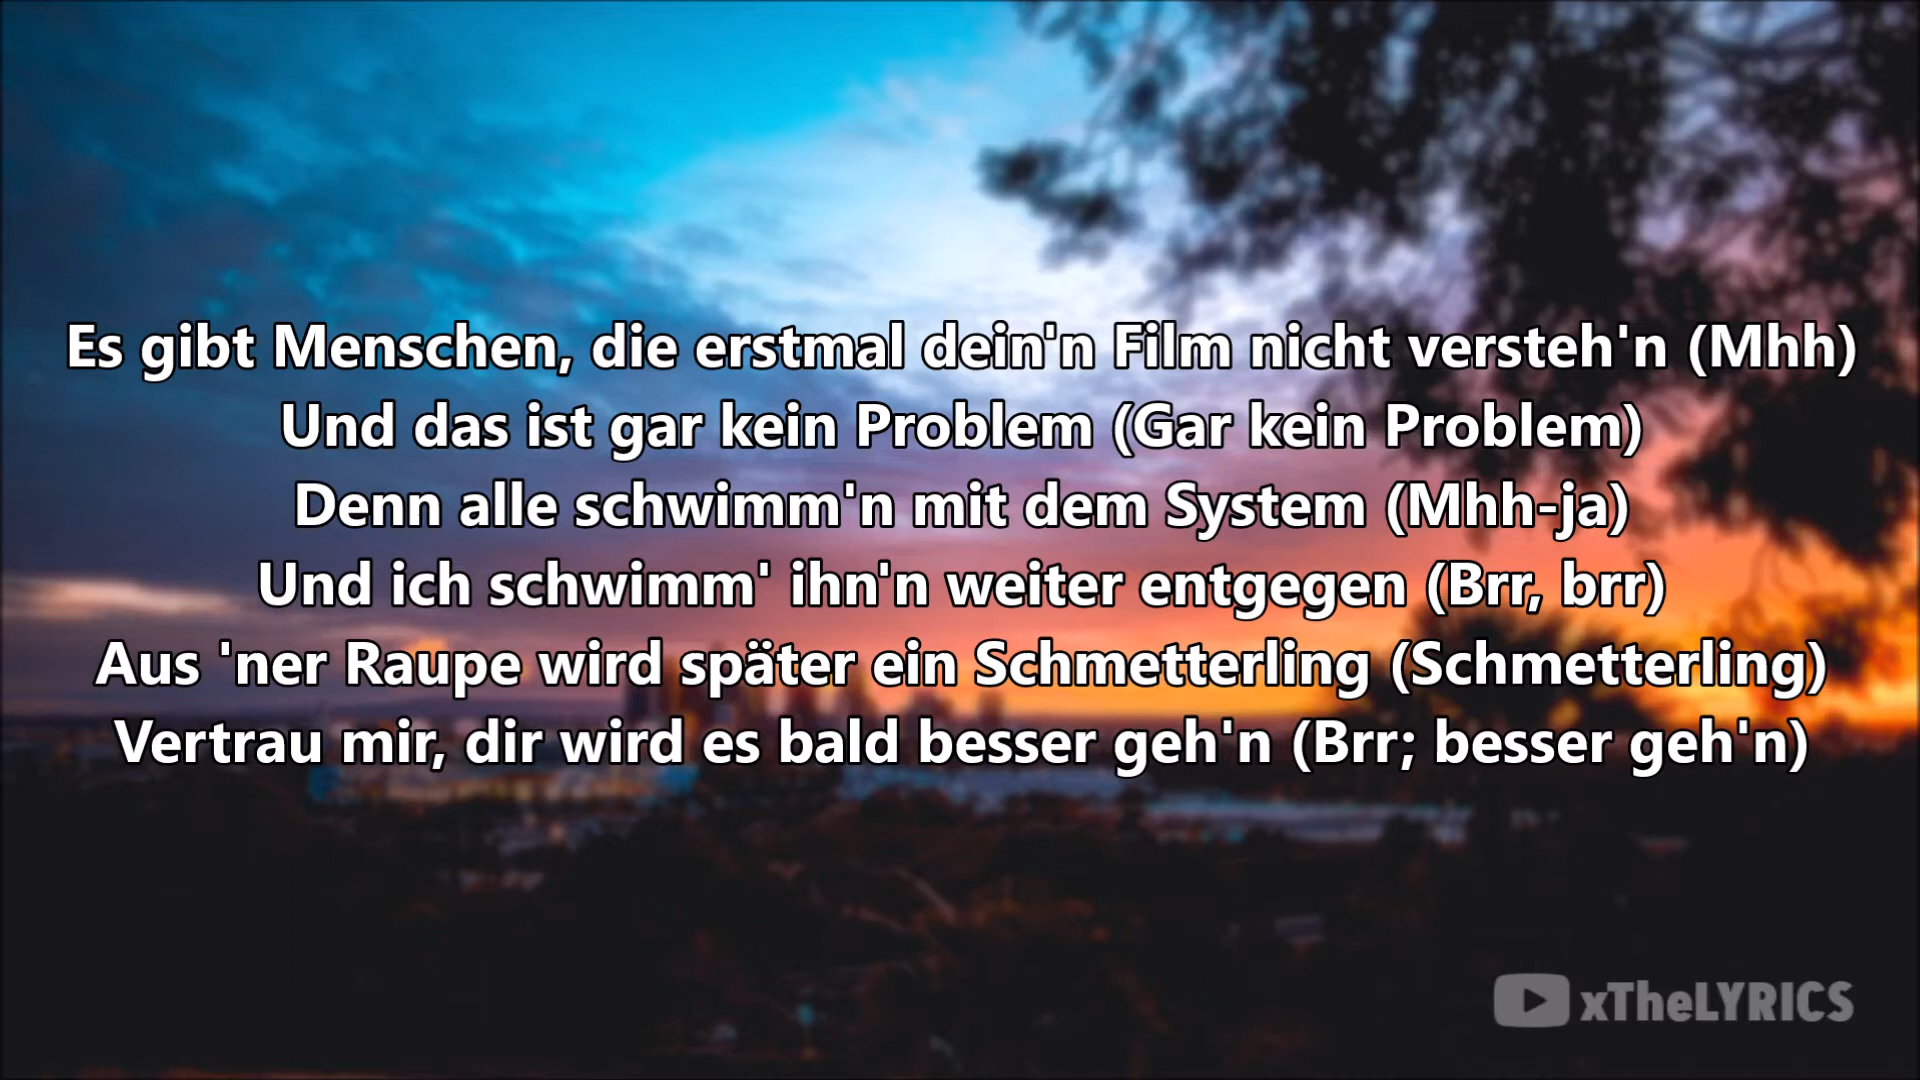 Es gibt Menschen, die erstmal dein'n Film nicht versteh'n (Mhh)
Und das ist gar kein Problem (Gar kein Problem)
Denn alle schwimm'n mit dem System (Mhh-ja)
Und ich schwimm' ihn'n weiter entgegen (Brr, brr)
Aus 'ner Raupe wird später ein Schmetterling (Schmetterling)
Vertrau mir, dir wird es bald besser geh'n (Brr; besser geh'n)
xTheLYRICS